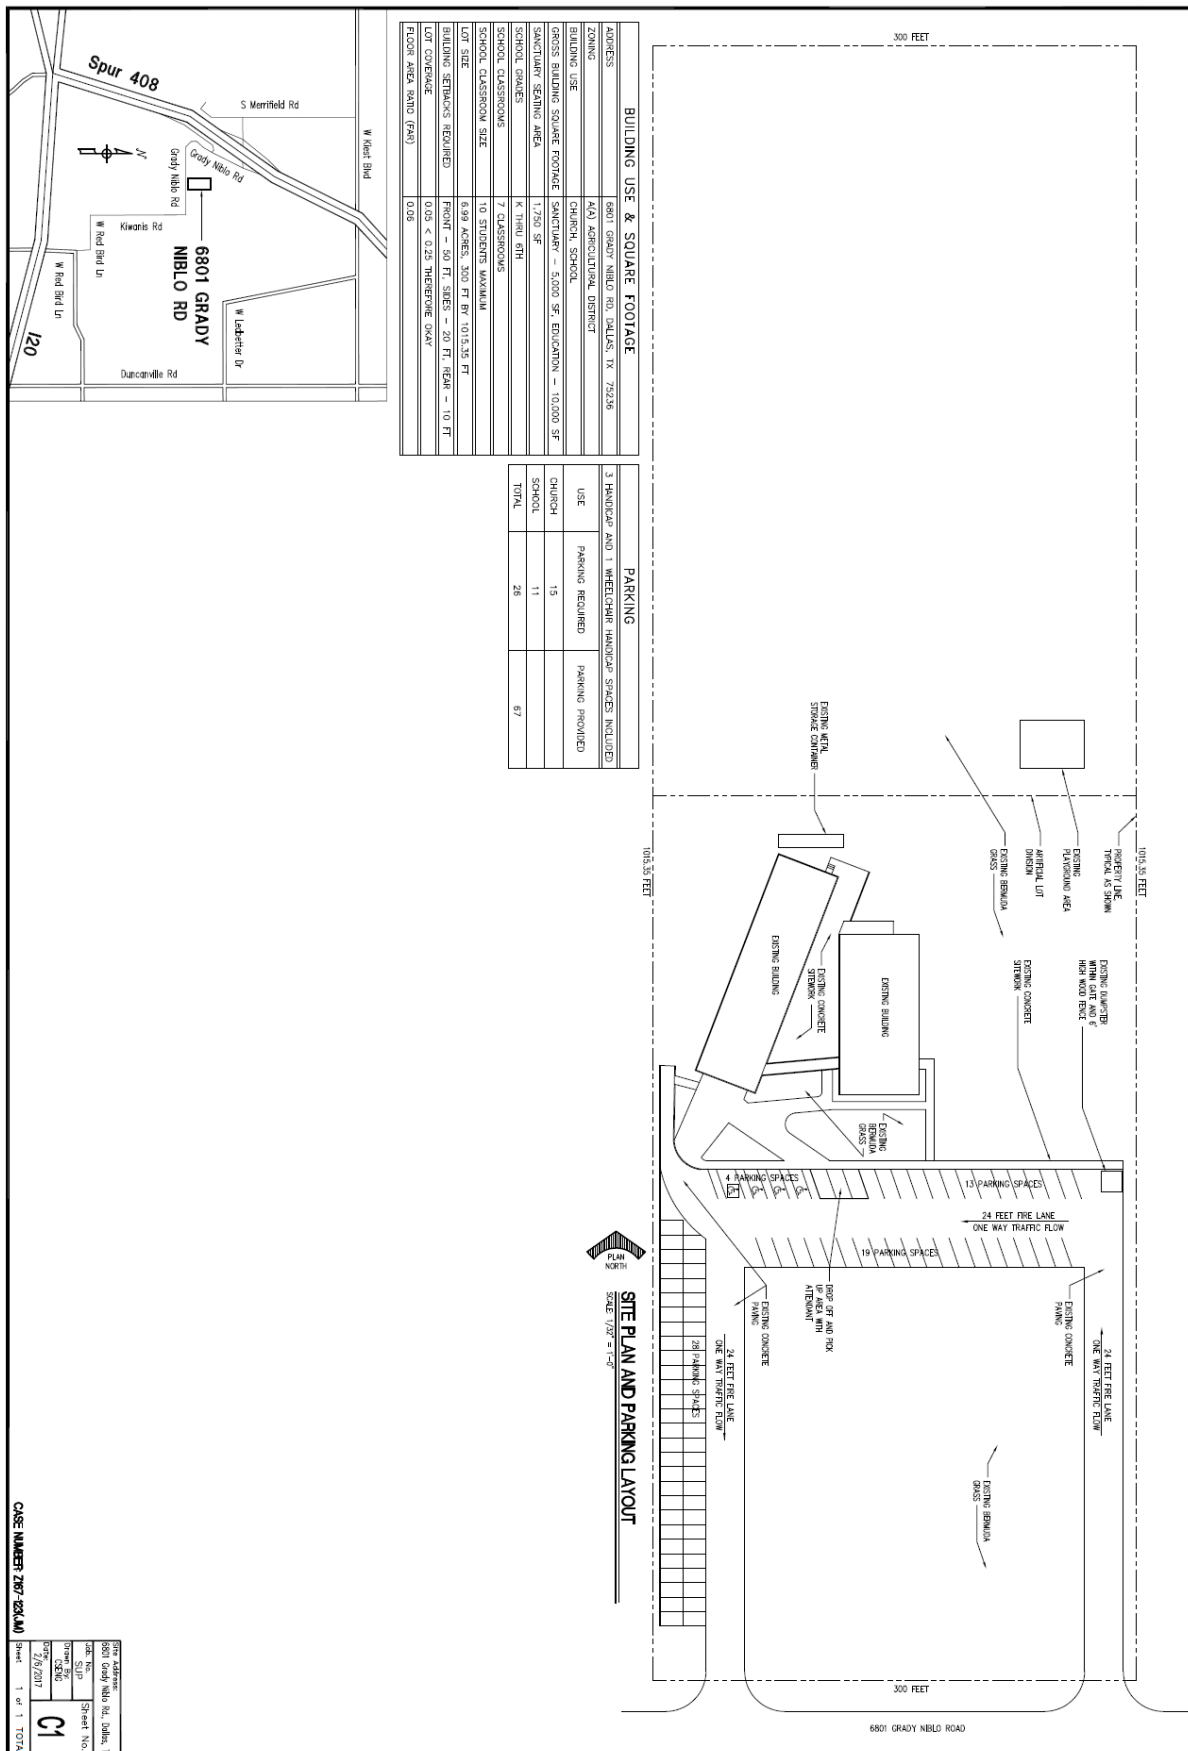 300 FEET
BUILDING USE & SQUARE FOOTAGE
ADDRESS 6801 GRADY NIBLO RD, DALLAS, TX 75236
ZONING A(A) AGRICULTURAL DISTRICT
BUILDING USE CHURCH, SCHOOL
GROSS BUILDING SQUARE FOOTAGE SANCTUARY – 5,000 SF, EDUCATION – 10,000 SF
SANCTUARY SEATING AREA 1,750 SF
SCHOOL GRADES K THRU 6TH
SCHOOL CLASSROOMS 7 CLASSROOMS
SCHOOL CLASSROOM SIZE 10 STUDENTS MAXIMUM
LOT SIZE 6.99 ACRES, 300 FT BY 1015.35 FT
BUILDING SETBACKS REQUIRED FRONT – 50 FT, SIDES – 20 FT, REAR – 10 FT
LOT COVERAGE 0.05 < 0.25 THEREFORE OKAY
FLOOR AREA RATIO (FAR) 0.06
PARKING
3 HANDICAP AND 1 WHEELCHAIR HANDICAP SPACES INCLUDED
USE PARKING REQUIRED PARKING PROVIDED
CHURCH 15
SCHOOL 11
TOTAL 26 67
Spur 408
S Merrifield Rd
W Kiest Blvd
Grady Niblo Rd
Grady Niblo Rd
N
Kiwanis Rd
W Red Bird Ln
W Red Bird Ln
6801 GRADY
NIBLO RD
W Ledbetter Dr
I20
Duncanville Rd
EXISTING METAL
STORAGE CONTAINER
1015.35 FEET
1015.35 FEET
PROPERTY LINE,
TYPICAL AS SHOWN
ARTIFICIAL LOT
DIVISION
EXISTING
PLAYGROUND AREA
EXISTING BERMUDA
GRASS
EXISTING DUMPSTER
WITHIN GATE AND 6'
HIGH WOOD FENCE
EXISTING CONCRETE
SITEWORK
EXISTING BUILDING
EXISTING CONCRETE
SITEWORK
EXISTING BUILDING
EXISTING
BERMUDA
GRASS
4 PARKING SPACES
13 PARKING SPACES
24 FEET FIRE LANE
ONE WAY TRAFFIC FLOW
19 PARKING SPACES
DROP OFF AND PICK
UP AREA WITH
ATTENDANT
EXISTING CONCRETE
PAVING
EXISTING CONCRETE
PAVING
24 FEET FIRE LANE
ONE WAY TRAFFIC FLOW
24 FEET FIRE LANE
ONE WAY TRAFFIC FLOW
28 PARKING SPACES
EXISTING BERMUDA
GRASS
PLAN
NORTH
SITE PLAN AND PARKING LAYOUT
SCALE: 1/32" = 1'-0"
300 FEET
6801 GRADY NIBLO ROAD
CASE NUMBER: Z167-123(JM)
Site Address:
6801 Grady Niblo Rd., Dallas,
Job. No. SUP
Sheet No.
Drawn By: CSENG
Date: 2/6/2017
C1
Sheet 1 of 1 TOTA